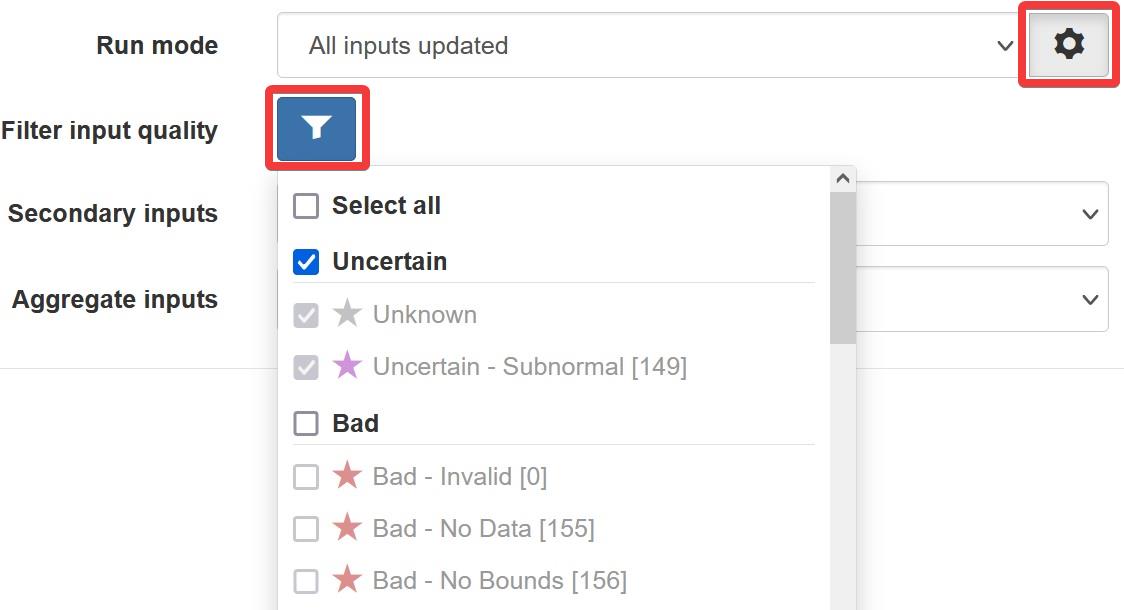 Run mode
All inputs updated
Filter input quality
Select all
Secondary inputs
Uncertain
Aggregate inputs
Unknown
Uncertain - Subnormal [149]
Bad
Bad - Invalid [0]
Bad - No Data [155]
Bad - No Bounds [156]